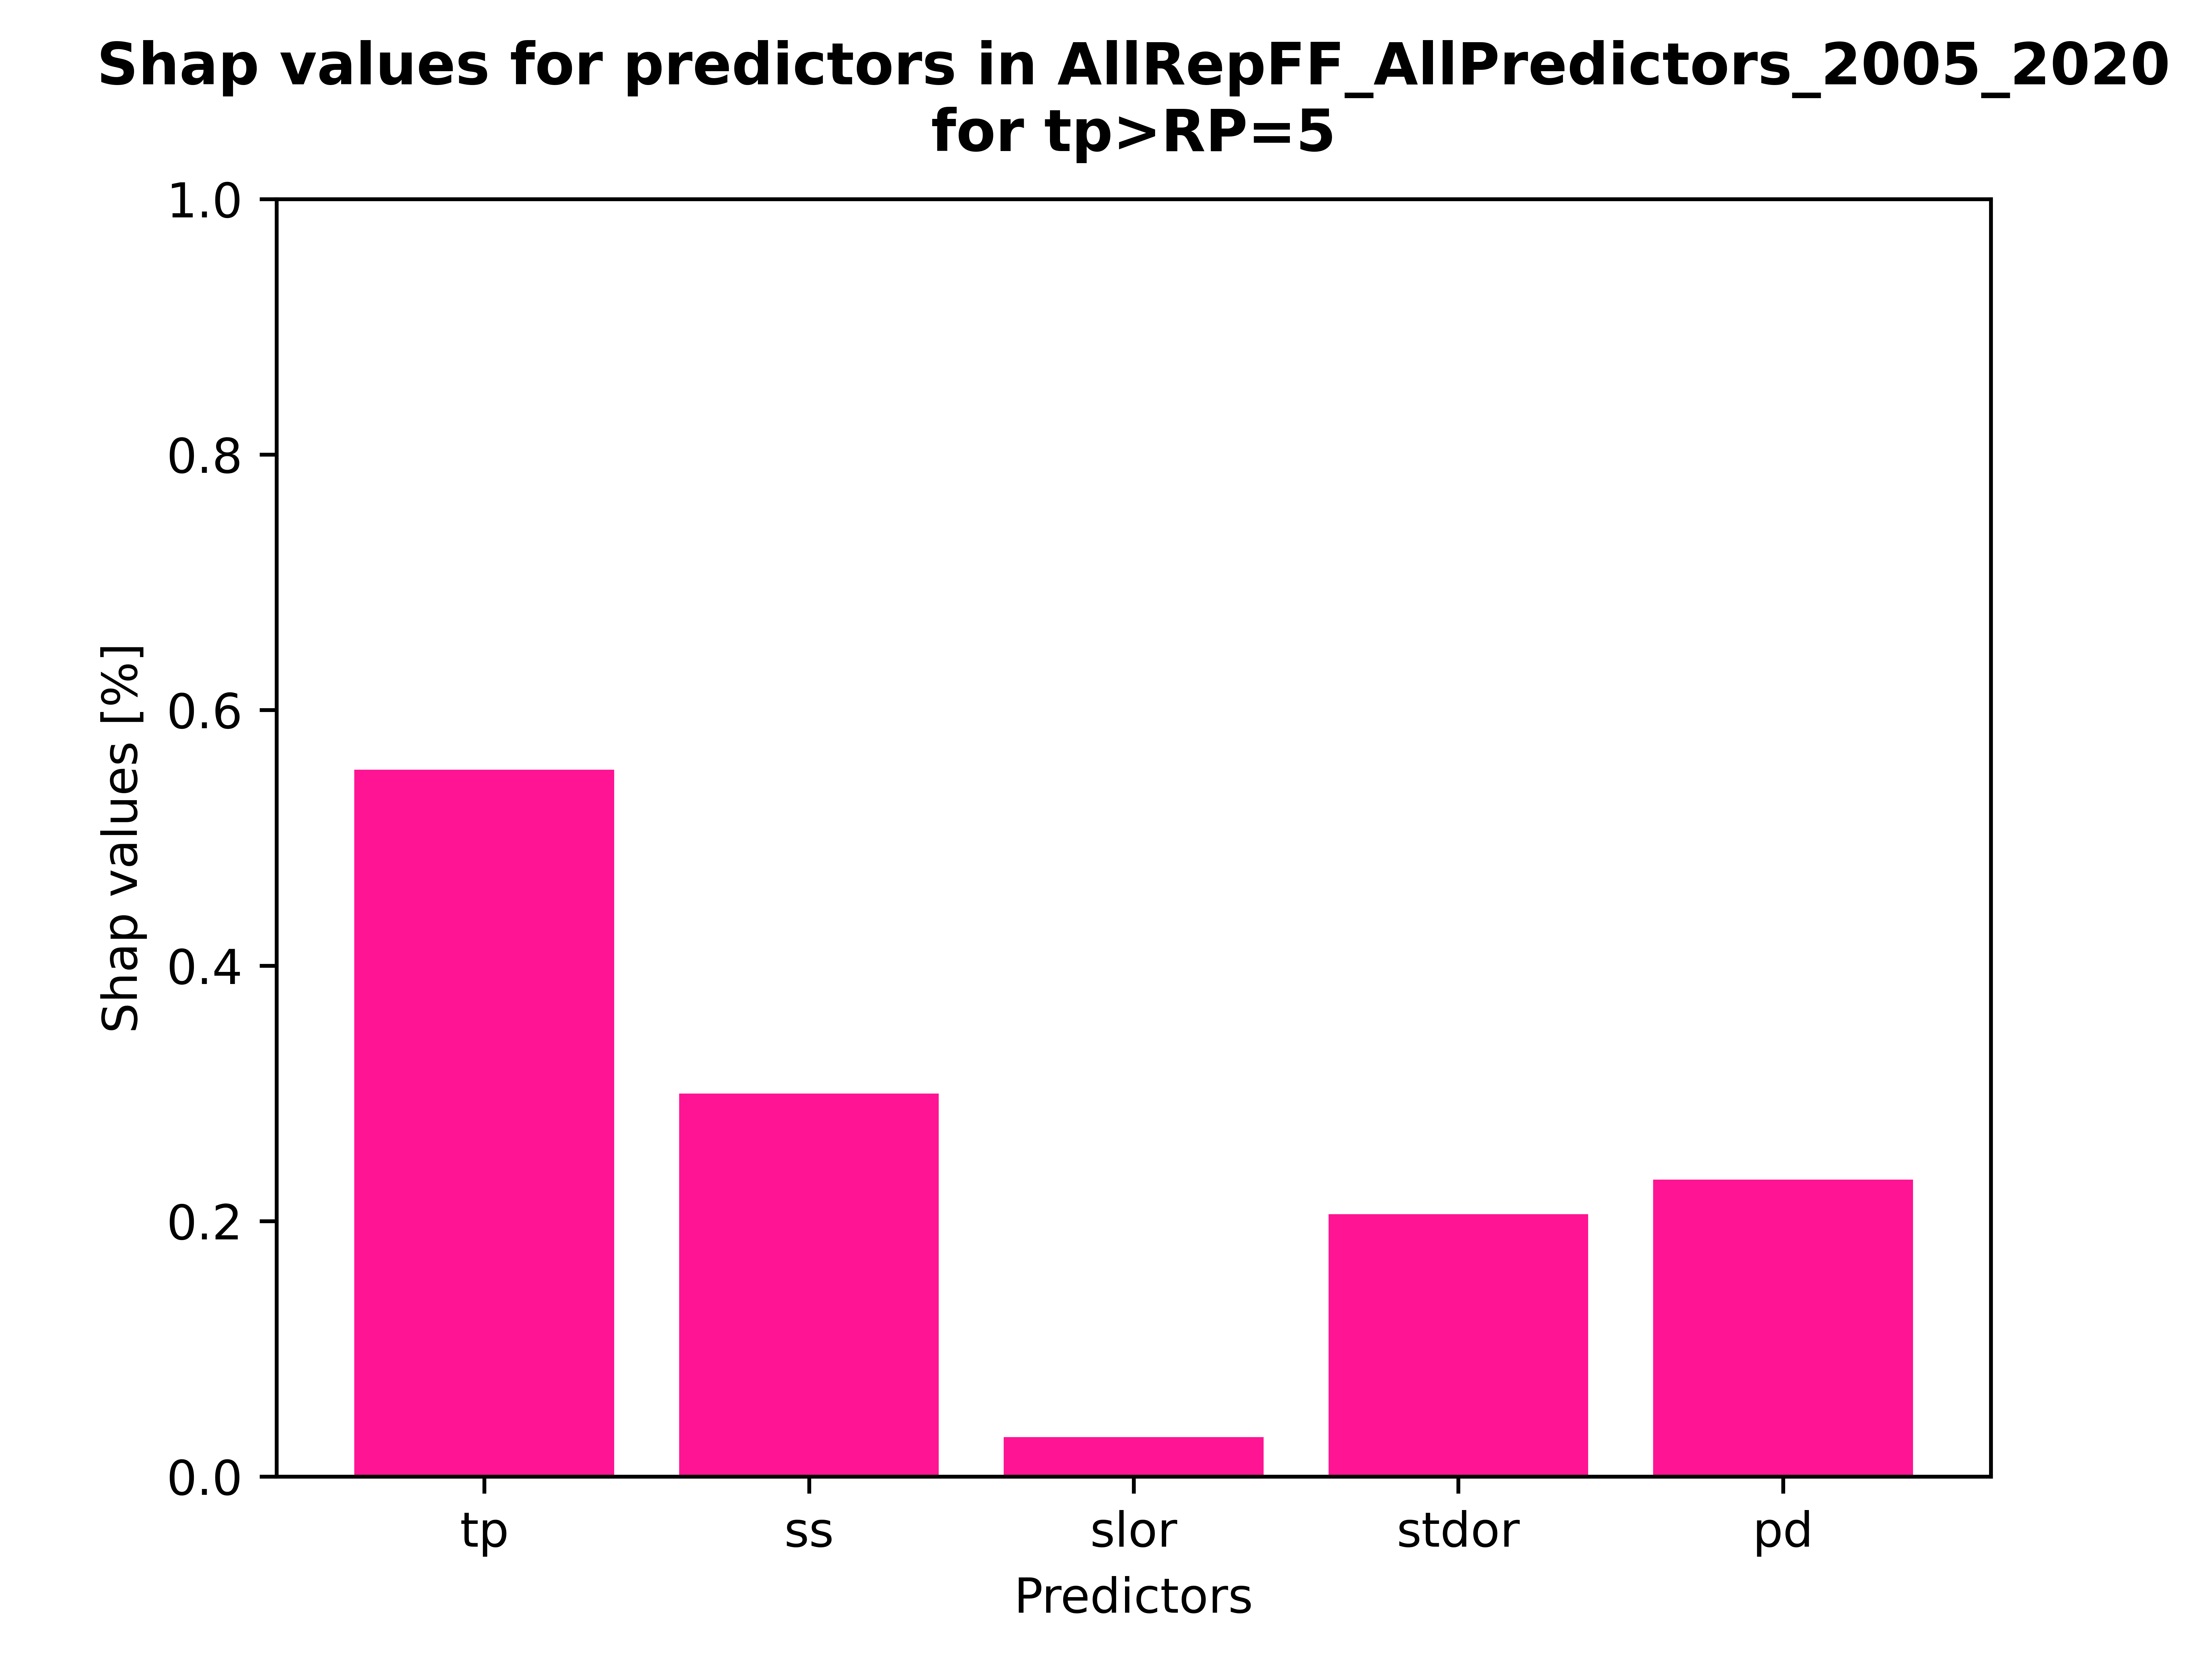 Shap values for predictors in AllRepFF_AllPredictors_2005_2020
for tp>RP=5
1.0
0.8
0.6
0.4
0.2
0.0
Shap values [%]
tp ss slor stdor pd
Predictors